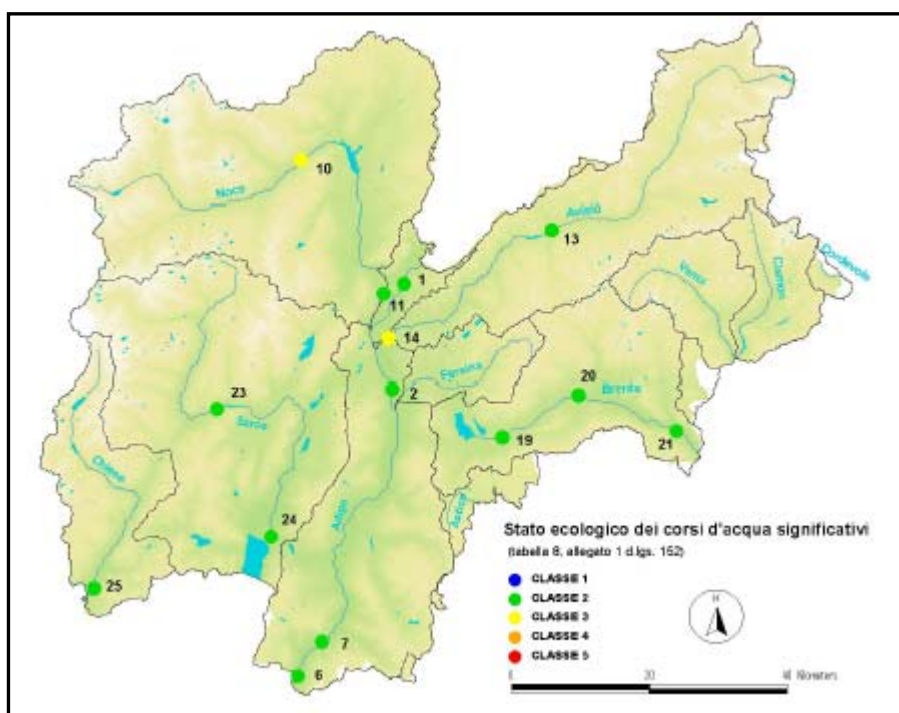 10
Noce
Avisio
13
1
11
Vanoi
Cismon
Cordevole
14
Fersina
2
20
Brenta
23
Sarca
19
21
Chiese
Adige
Astico
24
25
7
6
Stato ecologico dei corsi d'acqua significativi
(tabella 8, allegato 1 d.lgs. 152)
CLASSE 1
CLASSE 2
CLASSE 3
CLASSE 4
CLASSE 5
N
0 20 40 Kilometers